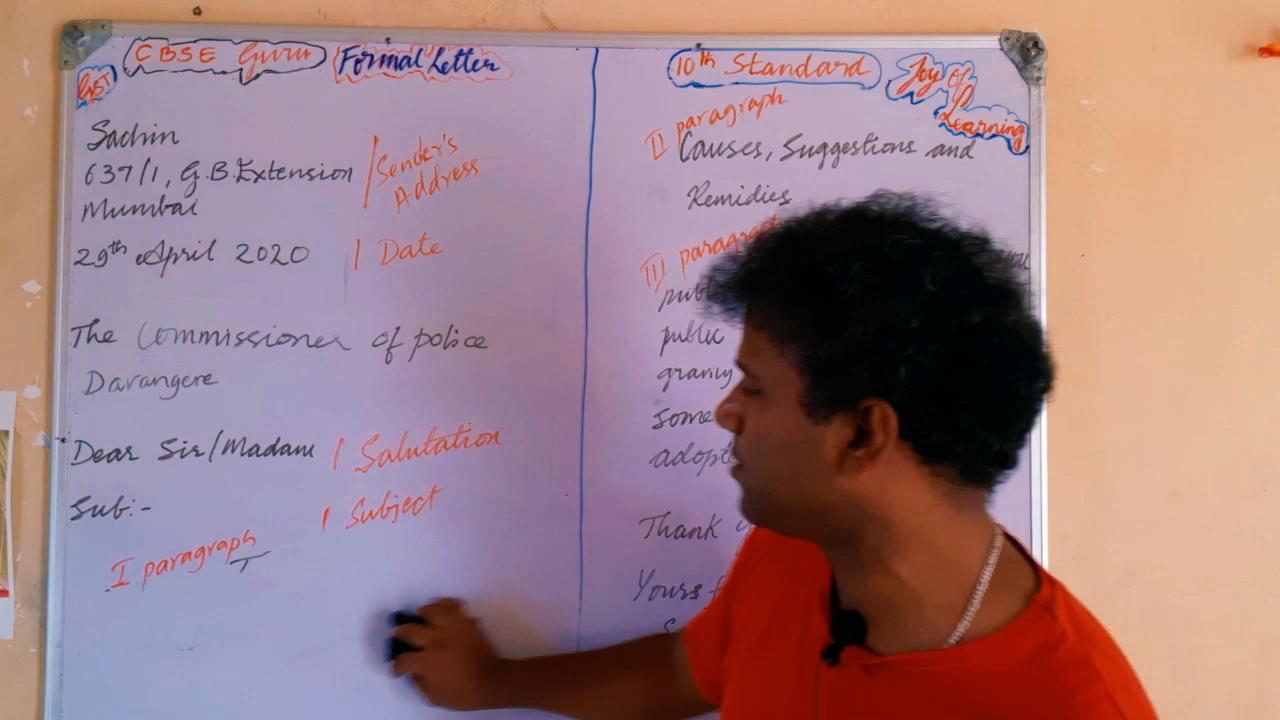 CBSE Guru
Formal Letter
Sachin
637/1, G.B.Extension
Mumbai
Sender's
Address
29th April 2020
Date
The Commissioner of police
Davangere
Dear Sir/Madam
Salutation
Sub:-
Subject
I paragraph
10th Standard
Joy of
Learning
II paragraph
Causes, Suggestions and
Remidies
III paragraph
public
some
Thank
Yours